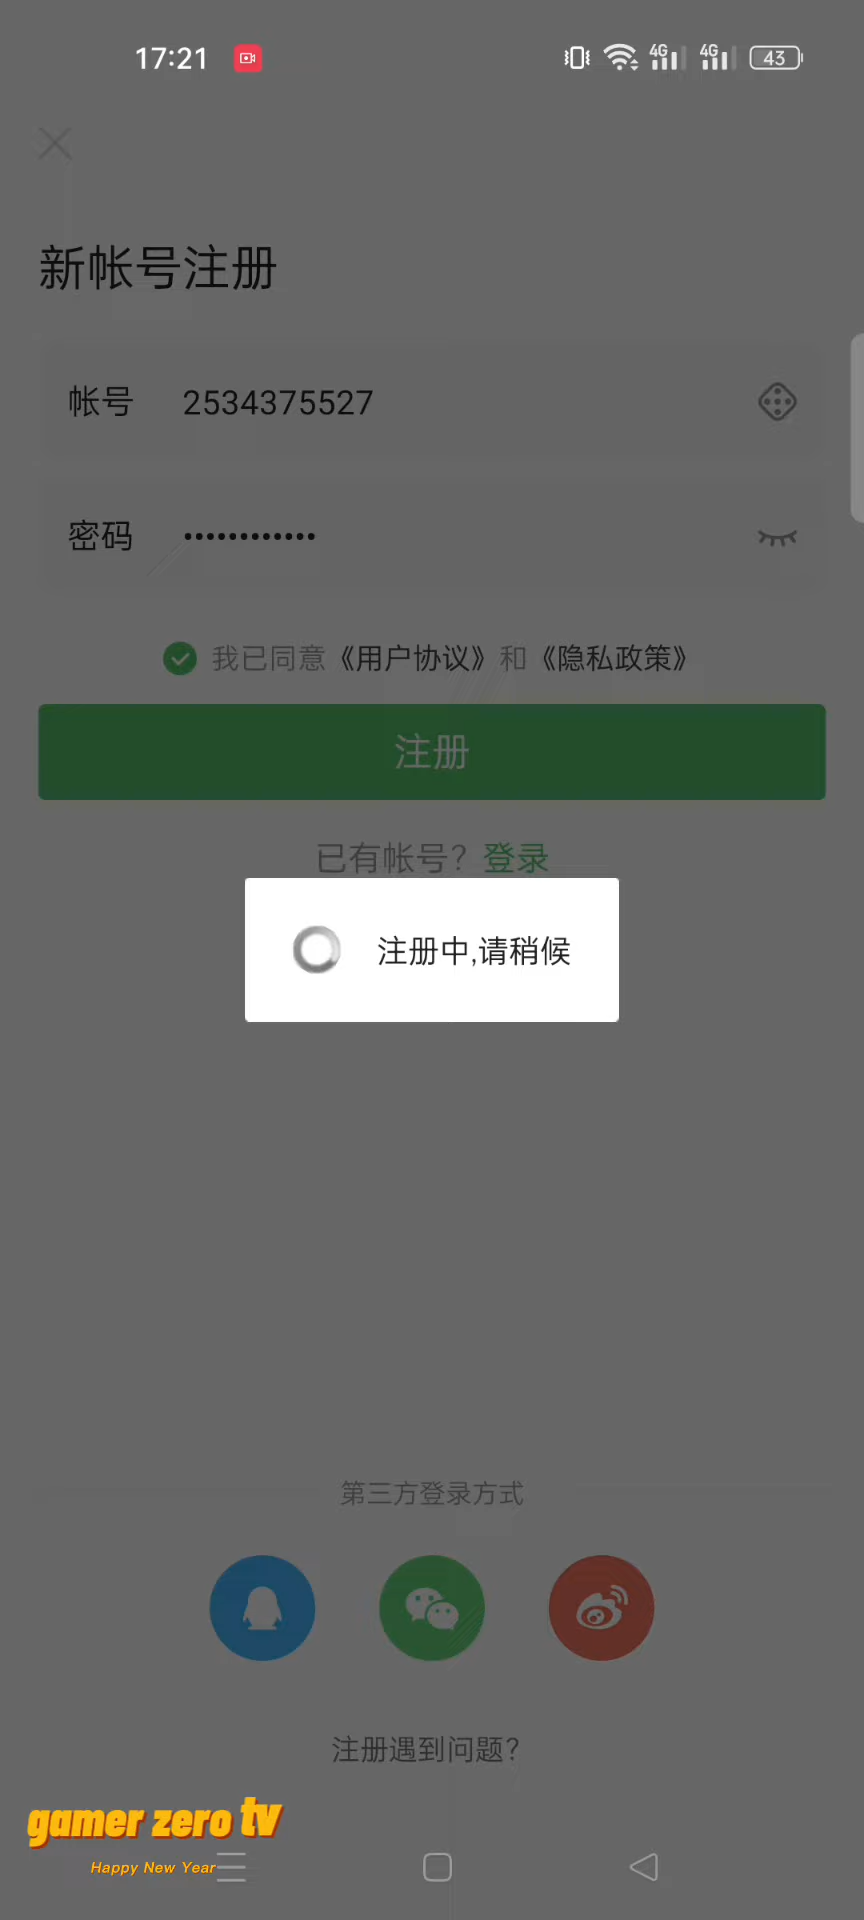 17:21
4G 4G 43
新帐号注册
帐号 2534375527
密码 ••••••••••••
我已同意《用户协议》和《隐私政策》
注册
已有帐号？登录
注册中,请稍候
第三方登录方式
注册遇到问题？
gamer zero tv
Happy New Year